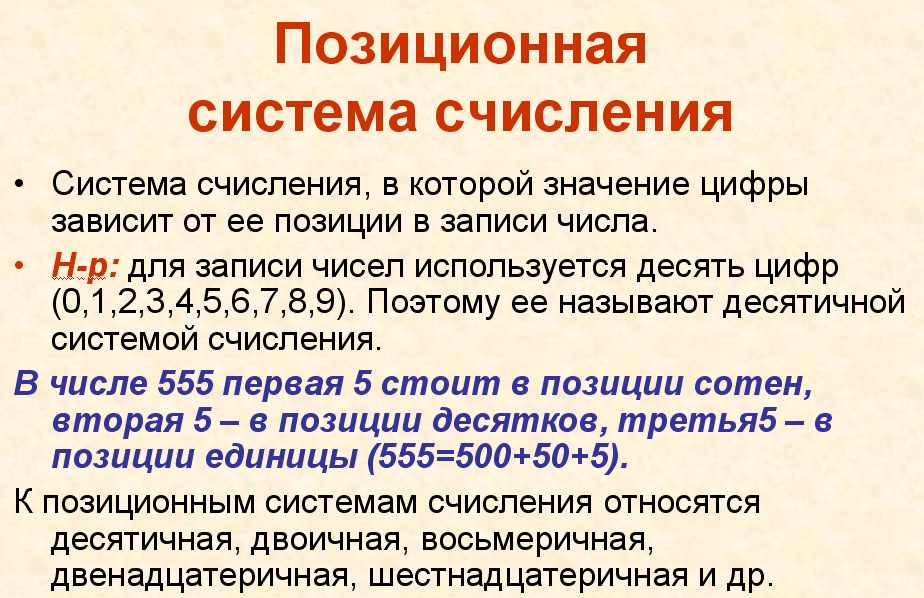 Позиционная
система счисления
• Система счисления, в которой значение цифры
зависит от ее позиции в записи числа.
• Н-р: для записи чисел используется десять цифр
(0,1,2,3,4,5,6,7,8,9). Поэтому ее называют десятичной
системой счисления.
В числе 555 первая 5 стоит в позиции сотен,
вторая 5 – в позиции десятков, третья5 – в
позиции единицы (555=500+50+5).
К позиционным системам счисления относятся
десятичная, двоичная, восьмеричная,
двенадцатеричная, шестнадцатеричная и др.